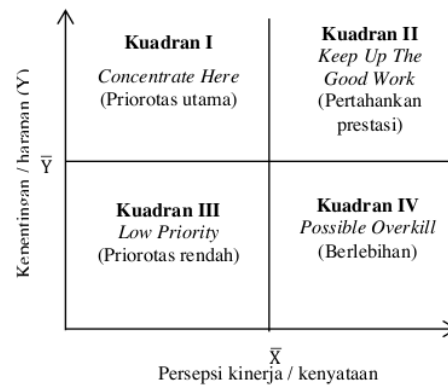 Kuadran I
Concentrate Here
(Priorotas utama)
Kuadran II
Keep Up The
Good Work
(Pertahankan
prestasi)
Kepentingan / harapan (Y)
Y̅
Kuadran III
Low Priority
(Priorotas rendah)
Kuadran IV
Possible Overkill
(Berlebihan)
X̅
Persepsi kinerja / kenyataan